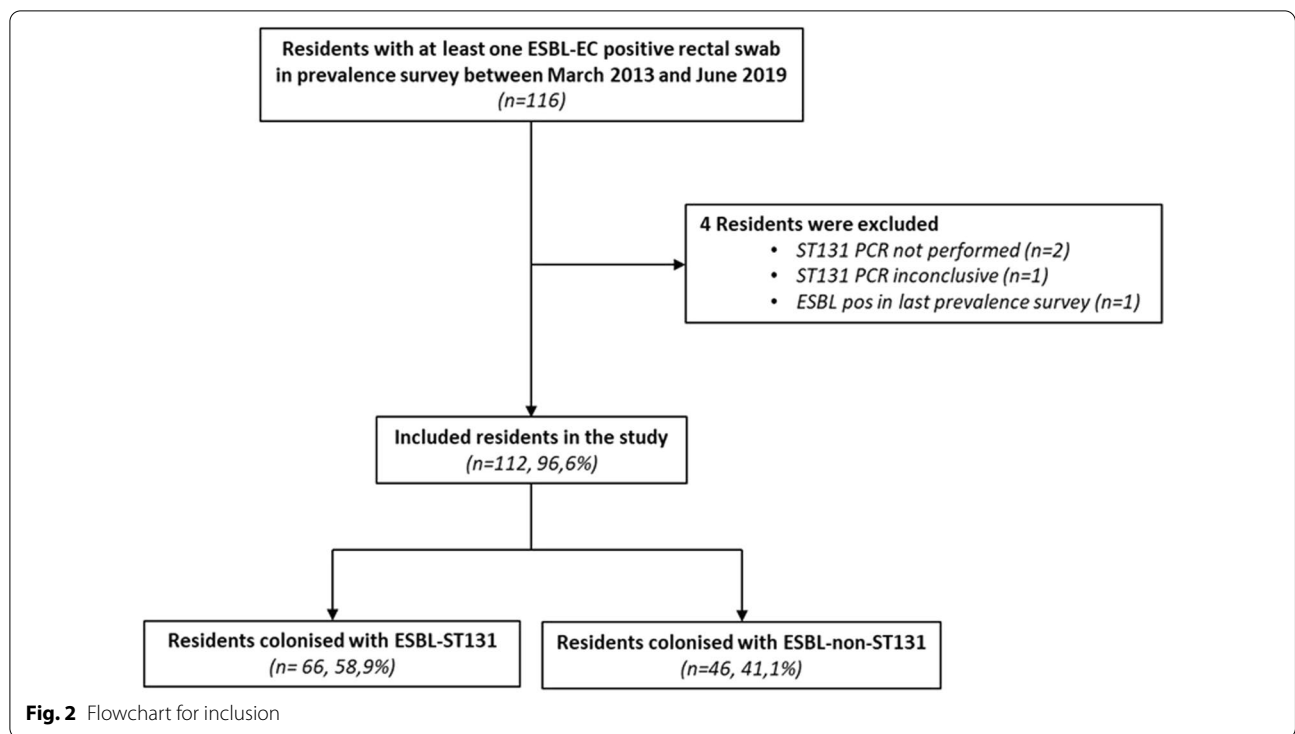 Residents with at least one ESBL-EC positive rectal swab
in prevalence survey between March 2013 and June 2019
(n=116)
4 Residents were excluded
• ST131 PCR not performed (n=2)
• ST131 PCR inconclusive (n=1)
• ESBL pos in last prevalence survey (n=1)
Included residents in the study
(n=112, 96,6%)
Residents colonised with ESBL-ST131
(n= 66, 58,9%)
Residents colonised with ESBL-non-ST131
(n=46, 41,1%)
Fig. 2 Flowchart for inclusion